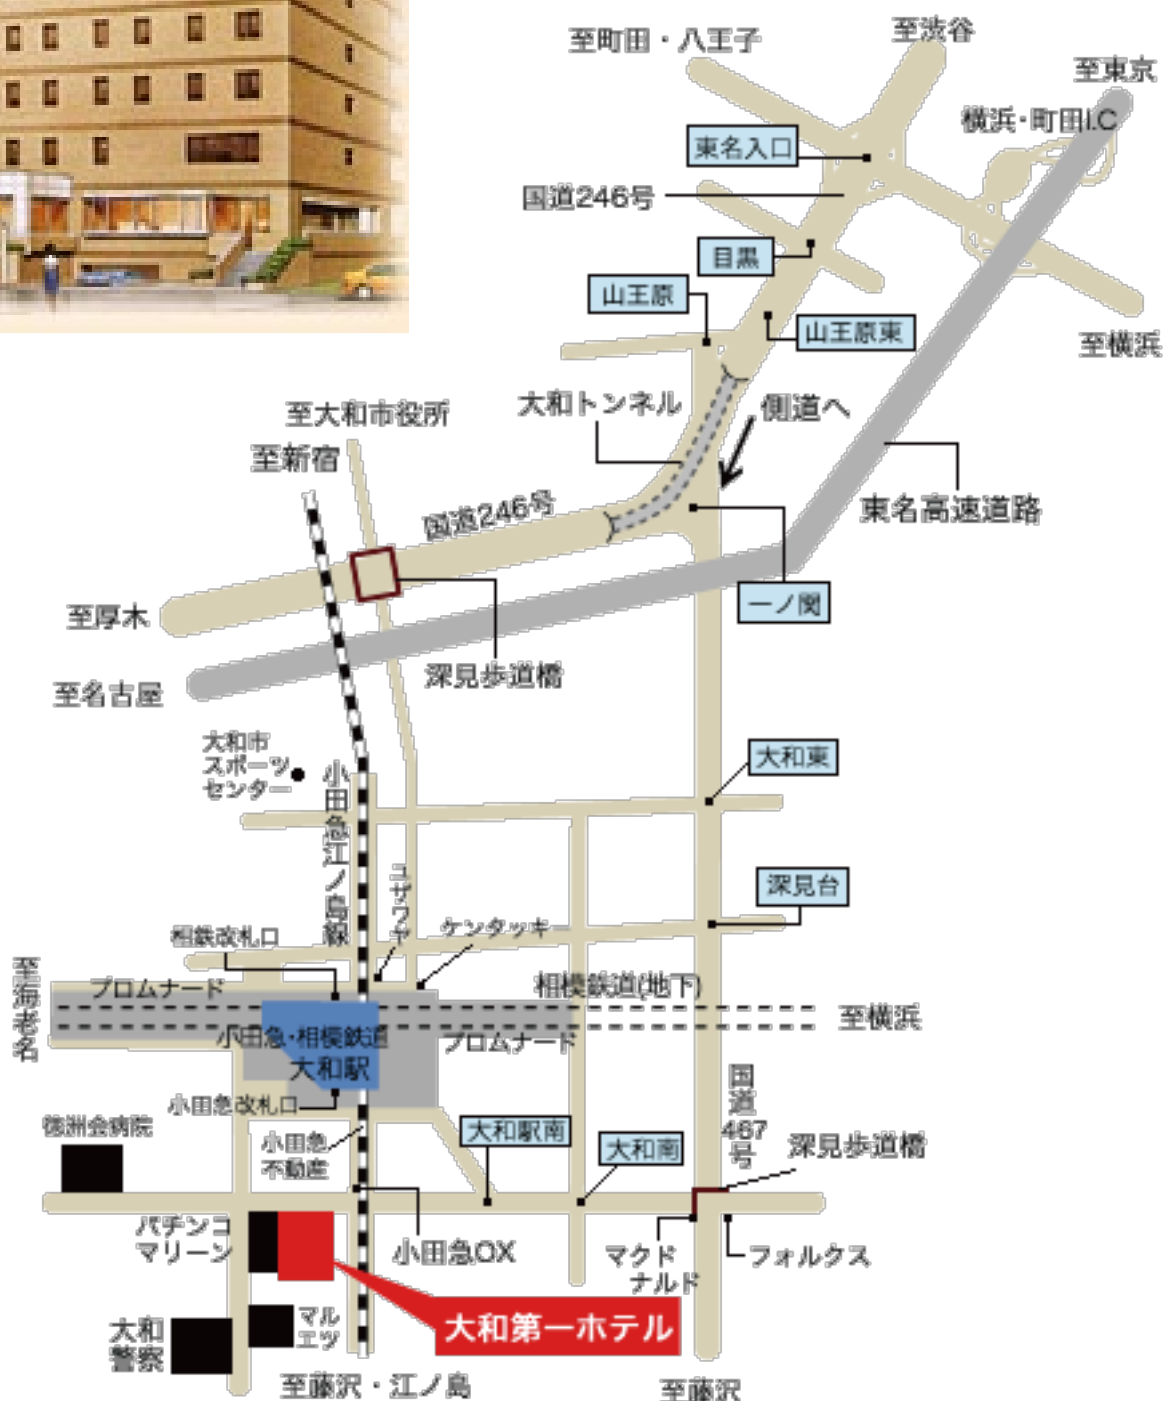 至渋谷
至町田・八王子
至東京
横浜・町田I.C
東名入口
国道246号
目黒
山王原
山王原東
至横浜
大和トンネル
側道へ
至大和市役所
至新宿
国道246号
東名高速道路
一ノ関
至厚木
深見歩道橋
至名古屋
大和市
スポーツ
センター
大和東
小田急江ノ島線
ユザワヤ
深見台
相鉄改札口
ケンタッキー
至海老名
プロムナード
相模鉄道(地下)
至横浜
小田急・相模鉄道
大和駅
プロムナード
国道467号
小田急改札口
徳洲会病院
小田急
不動産
大和駅南
大和南
深見歩道橋
パチンコ
マリーン
小田急OX
マクド
ナルド
フォルクス
大和第一ホテル
マル
エツ
大和
警察
至藤沢・江ノ島
至藤沢